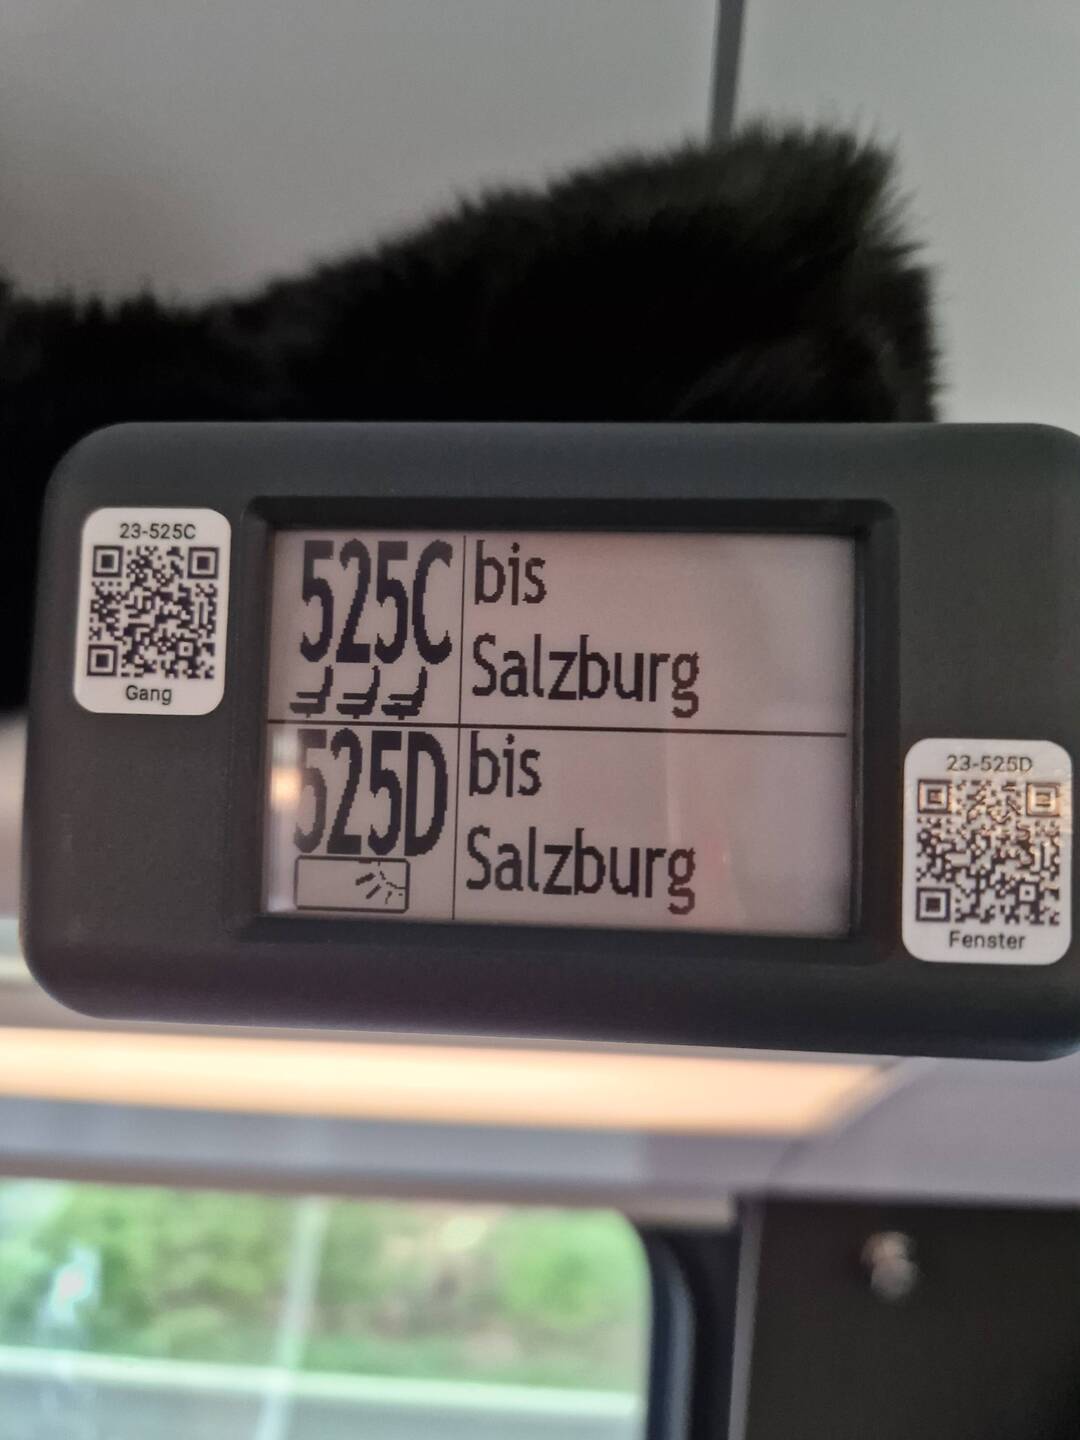 23-525C
Gang
525C
bis
Salzburg
525D
bis
Salzburg
23-525D
Fenster